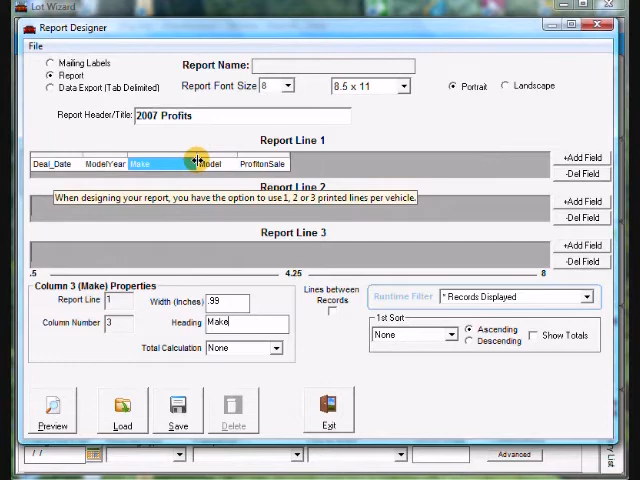 Lot Wizard
Report Designer
File
Mailing Labels
Report
Data Export (Tab Delimited)
Report Name:
Report Font Size 8
8.5 x 11
Portrait
Landscape
Report Header/Title: 2007 Profits
Report Line 1
Deal_Date ModelYear Make Model ProfitonSale
+Add Field
-Del Field
Report Line 2
When designing your report, you have the option to use 1, 2 or 3 printed lines per vehicle.
+Add Field
-Del Field
Report Line 3
+Add Field
-Del Field
.5 4.25 8
Column 3 (Make) Properties
Report Line 1
Width (Inches) .99
Column Number 3
Heading Make
Total Calculation None
Lines between
Records
Runtime Filter * Records Displayed
1st Sort
None
Ascending
Descending
Show Totals
Preview
Load
Save
Delete
Exit
/ /
Advanced
ry List